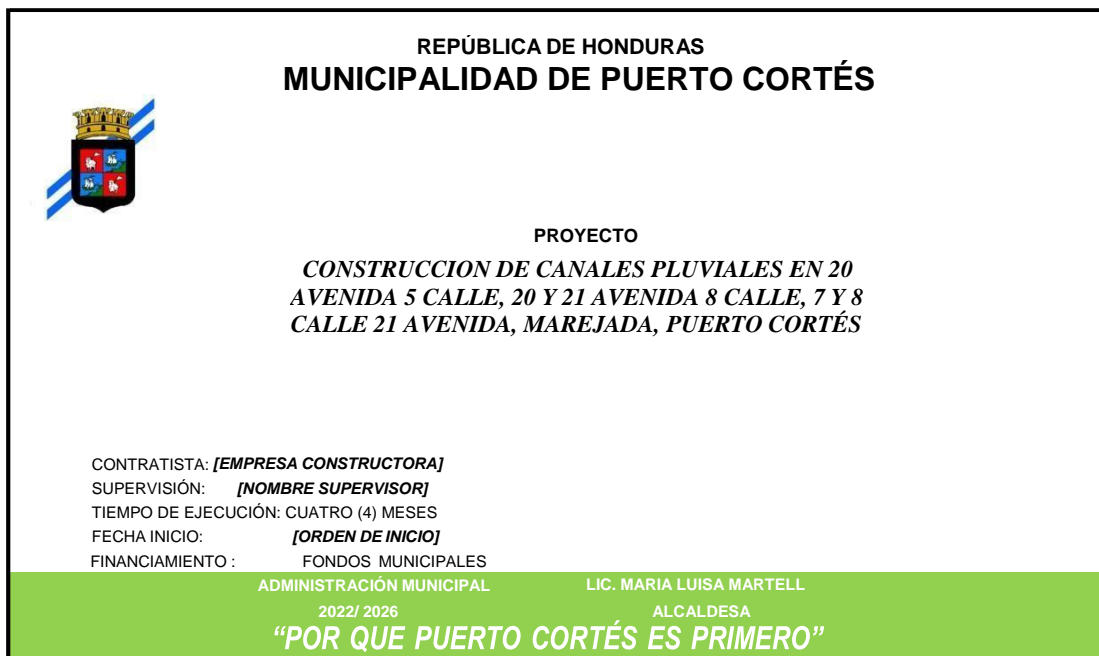 REPÚBLICA DE HONDURAS
MUNICIPALIDAD DE PUERTO CORTÉS
PROYECTO
CONSTRUCCION DE CANALES PLUVIALES EN 20
AVENIDA 5 CALLE, 20 Y 21 AVENIDA 8 CALLE, 7 Y 8
CALLE 21 AVENIDA, MAREJADA, PUERTO CORTÉS
CONTRATISTA: [EMPRESA CONSTRUCTORA]
SUPERVISIÓN: [NOMBRE SUPERVISOR]
TIEMPO DE EJECUCIÓN: CUATRO (4) MESES
FECHA INICIO: [ORDEN DE INICIO]
FINANCIAMIENTO : FONDOS MUNICIPALES
ADMINISTRACIÓN MUNICIPAL LIC. MARIA LUISA MARTELL
2022/ 2026 ALCALDESA
“POR QUE PUERTO CORTÉS ES PRIMERO”